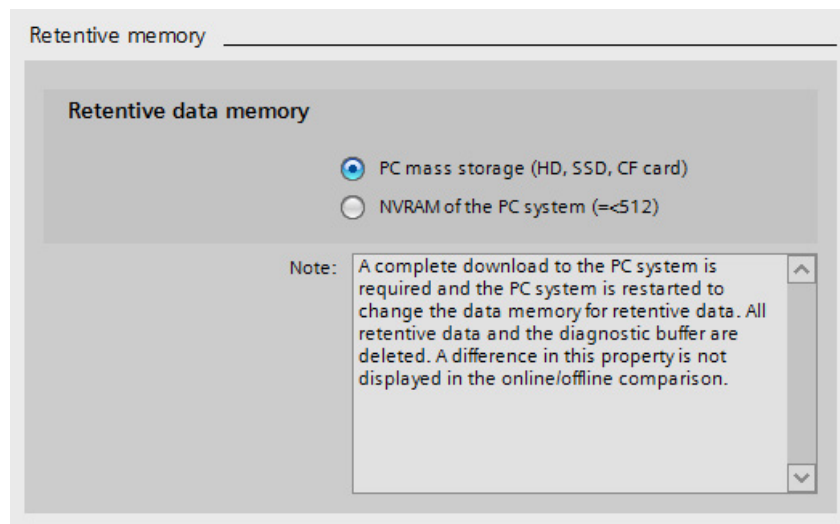 Retentive memory
Retentive data memory
PC mass storage (HD, SSD, CF card)
NVRAM of the PC system (=<512)
Note:
A complete download to the PC system is
required and the PC system is restarted to
change the data memory for retentive data. All
retentive data and the diagnostic buffer are
deleted. A difference in this property is not
displayed in the online/offline comparison.